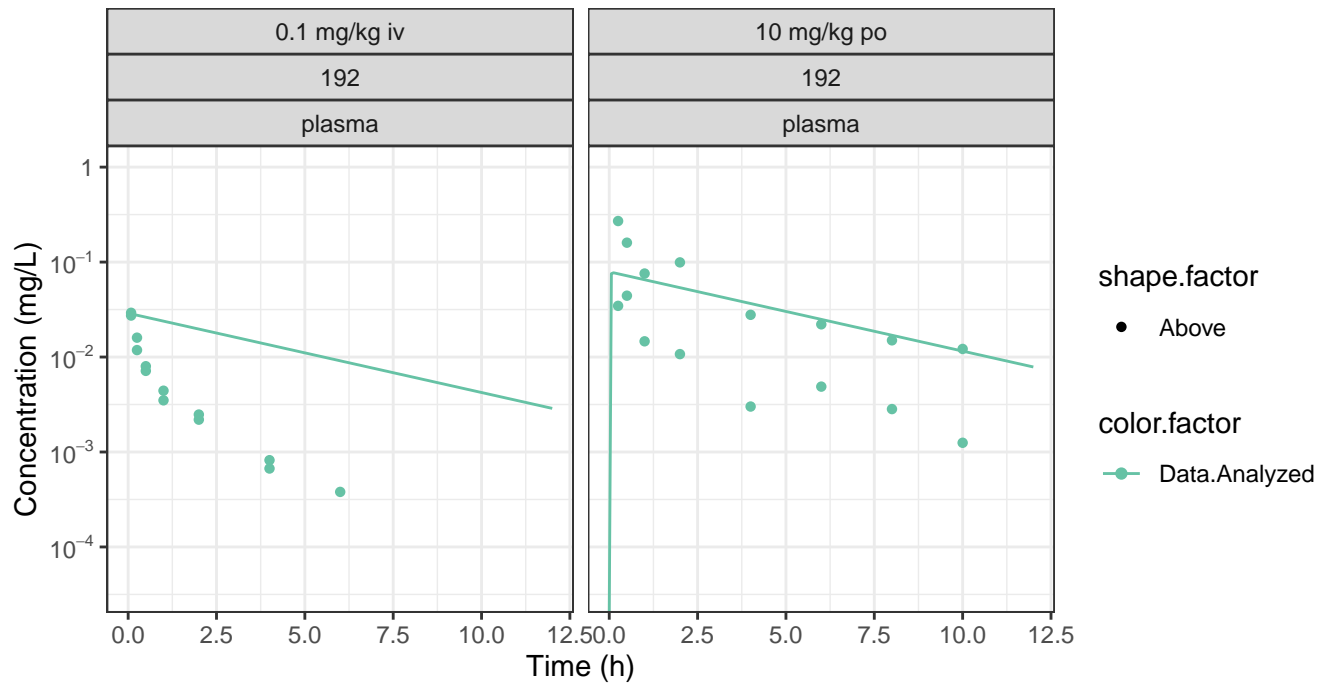 0.1 mg/kg iv
10 mg/kg po
192
192
plasma
plasma
1
10⁻¹
10⁻²
10⁻³
10⁻⁴
Concentration (mg/L)
0.0 2.5 5.0 7.5 10.0 12.5
0.0 2.5 5.0 7.5 10.0 12.5
Time (h)
shape.factor
Above
color.factor
Data.Analyzed